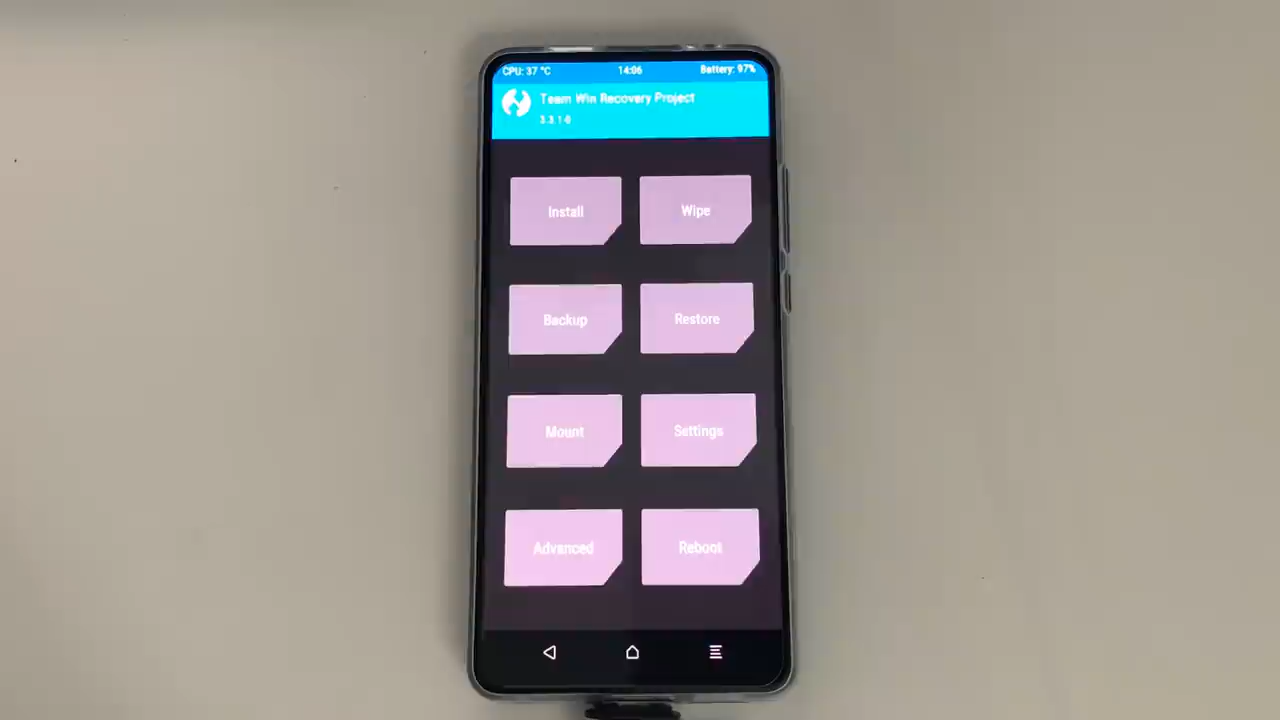 CPU: 37 °C 14:06 Battery: 97%
Team Win Recovery Project
3.3.1-0
Install Wipe
Backup Restore
Mount Settings
Advanced Reboot